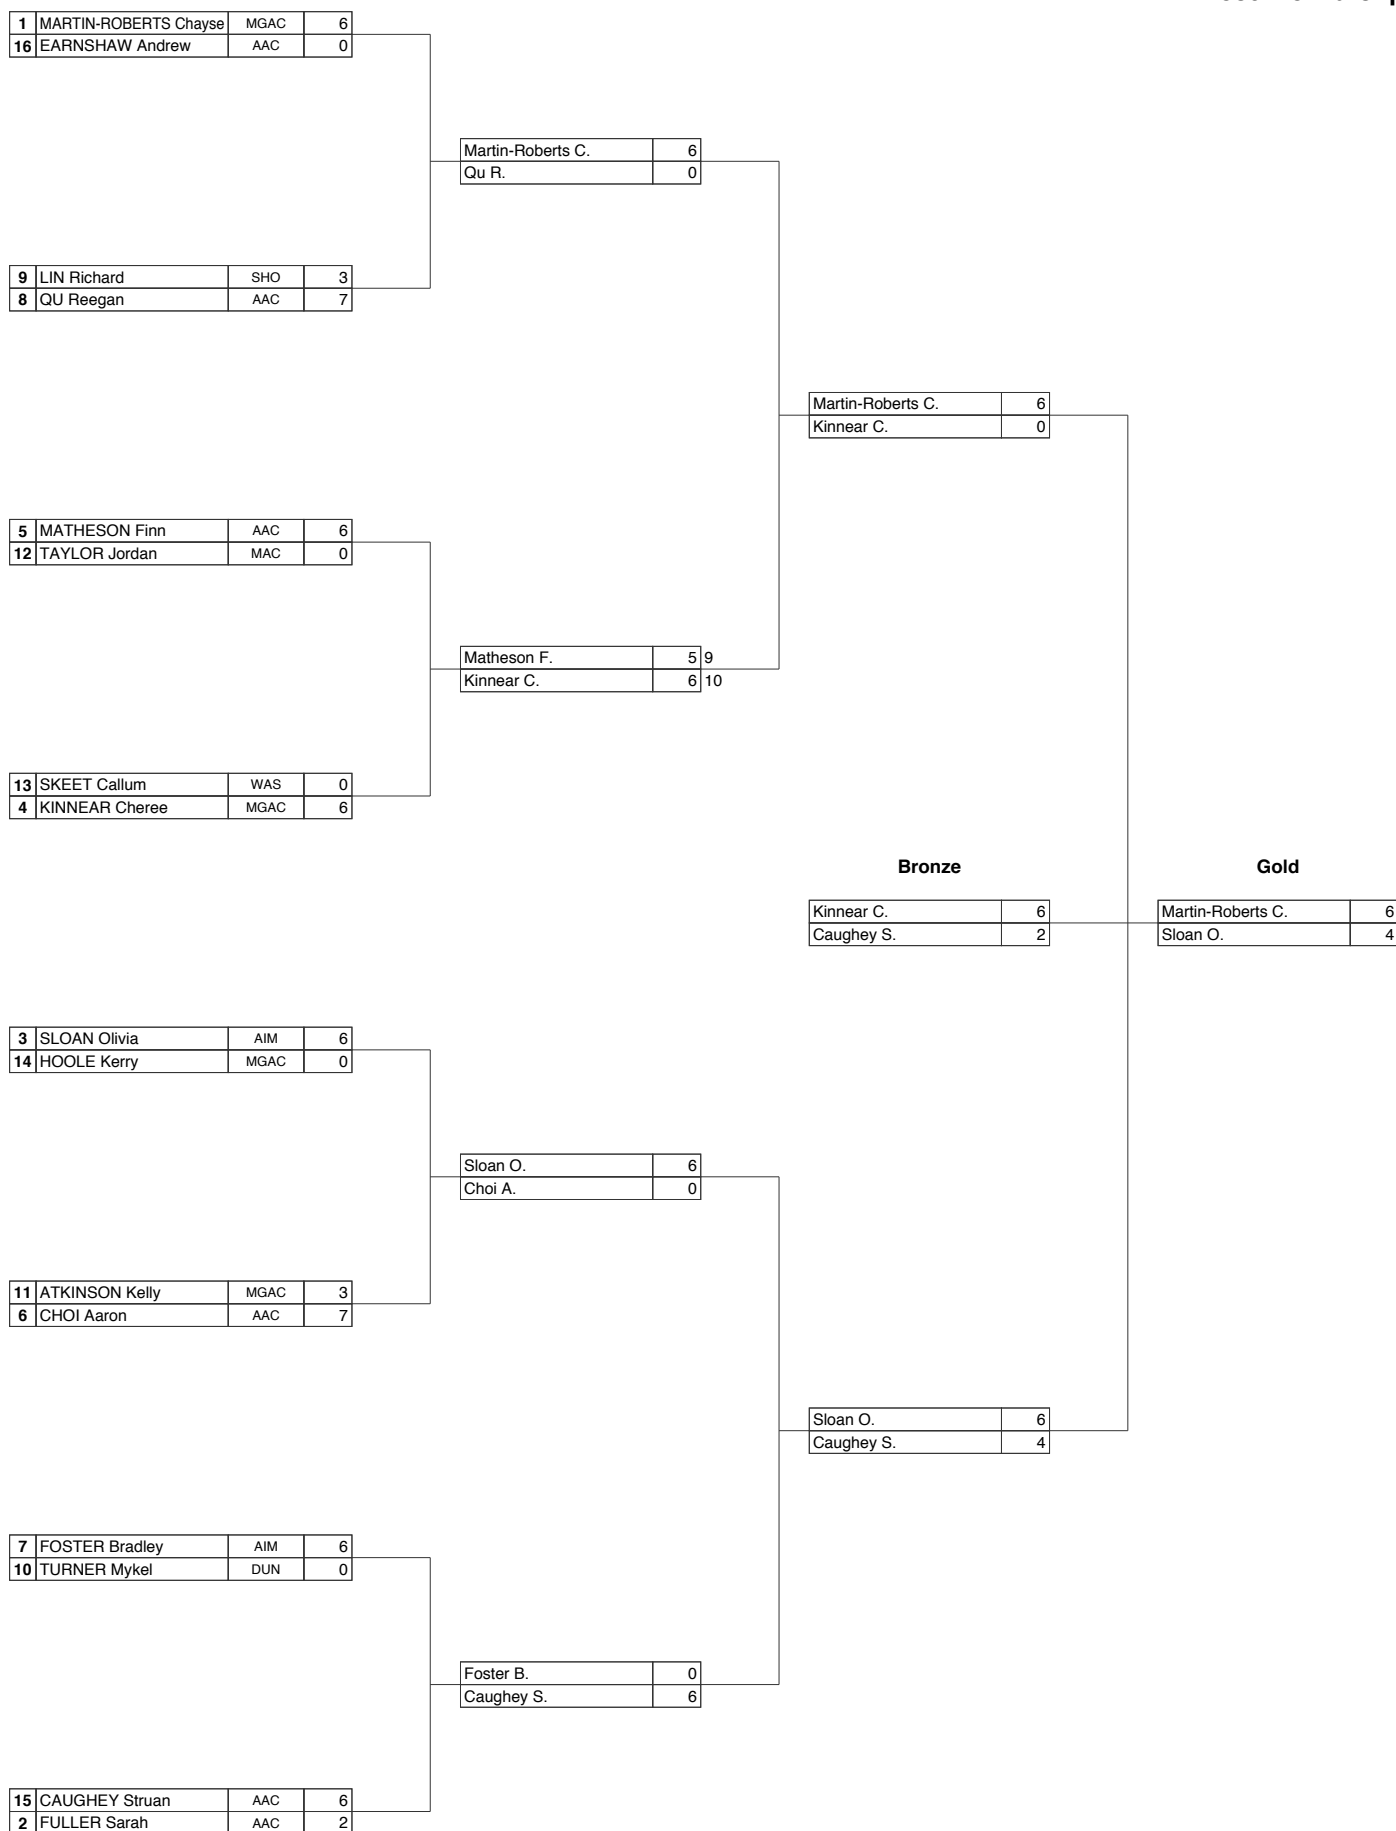 1 MARTIN-ROBERTS Chayse MGAC 6
16 EARNSHAW Andrew AAC 0
Martin-Roberts C. 6
Qu R. 0
9 LIN Richard SHO 3
8 QU Reegan AAC 7
Martin-Roberts C. 6
Kinnear C. 0
5 MATHESON Finn AAC 6
12 TAYLOR Jordan MAC 0
Matheson F. 5 9
Kinnear C. 6 10
13 SKEET Callum WAS 0
4 KINNEAR Cheree MGAC 6
Bronze Gold
Kinnear C. 6 Martin-Roberts C. 6
Caughey S. 2 Sloan O. 4
3 SLOAN Olivia AIM 6
14 HOOLE Kerry MGAC 0
Sloan O. 6
Choi A. 0
11 ATKINSON Kelly MGAC 3
6 CHOI Aaron AAC 7
Sloan O. 6
Caughey S. 4
7 FOSTER Bradley AIM 6
10 TURNER Mykel DUN 0
Foster B. 0
Caughey S. 6
15 CAUGHEY Struan AAC 6
2 FULLER Sarah AAC 2